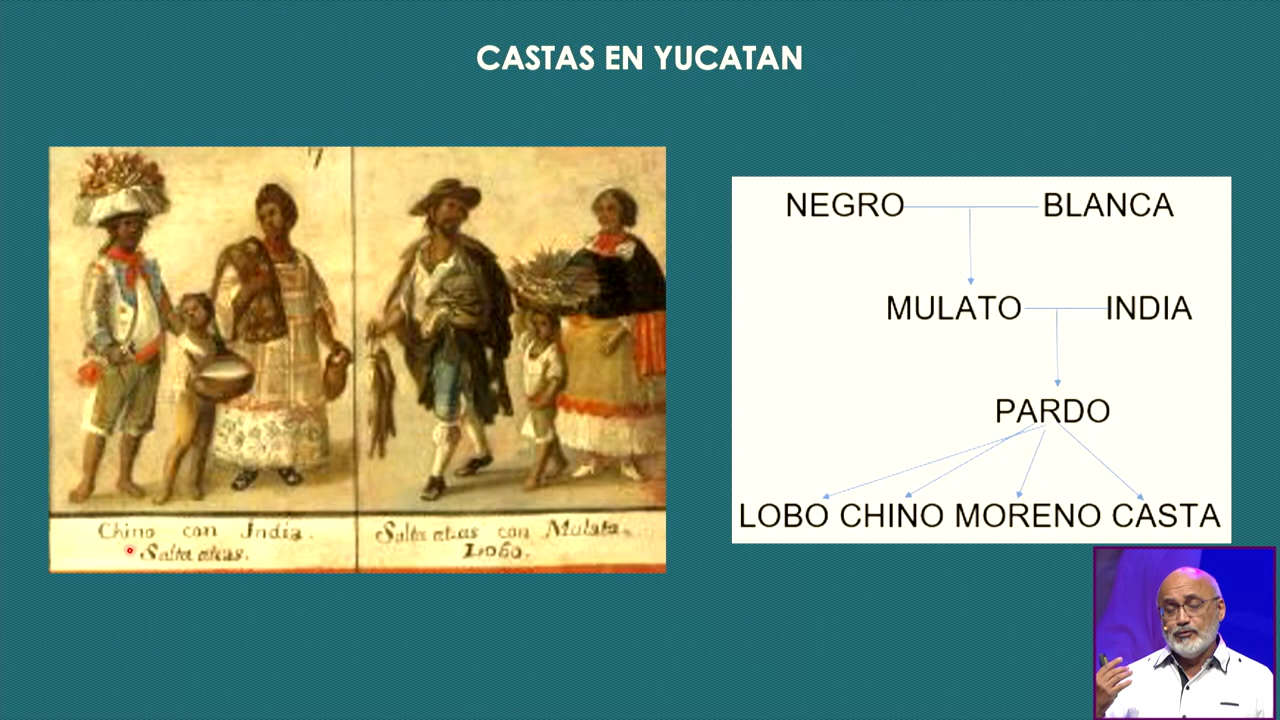 CASTAS EN YUCATAN
7
Chino con India.
Salta atras.
Salta atras con Mulata.
Lobo.
NEGRO BLANCA
MULATO INDIA
PARDO
LOBO CHINO MORENO CASTA